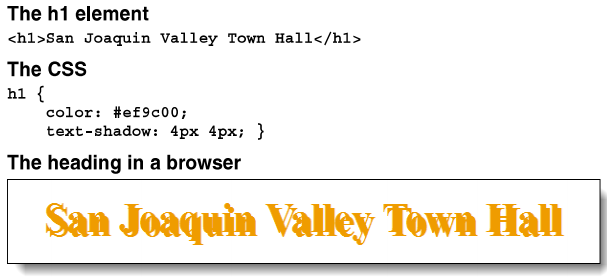 The h1 element
<h1>San Joaquin Valley Town Hall</h1>
The CSS
h1 {
    color: #ef9c00;
    text-shadow: 4px 4px; }
The heading in a browser
San Joaquin Valley Town Hall